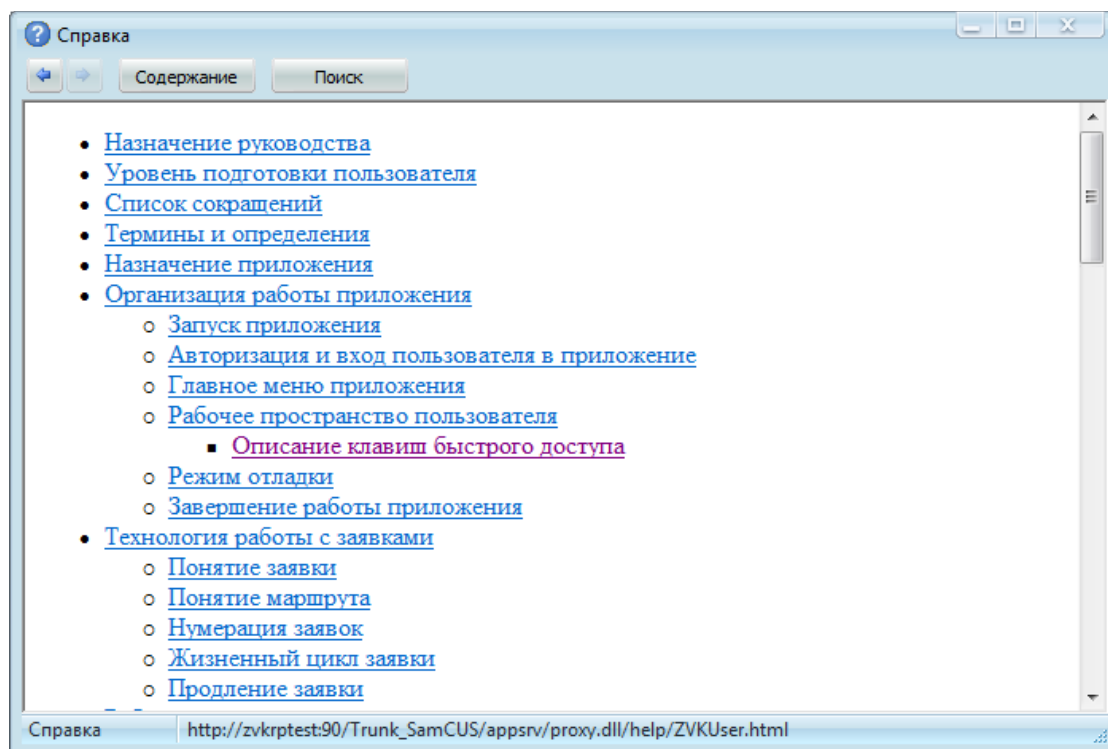 Справка
Содержание Поиск
Назначение руководства
Уровень подготовки пользователя
Список сокращений
Термины и определения
Назначение приложения
Организация работы приложения
Запуск приложения
Авторизация и вход пользователя в приложение
Главное меню приложения
Рабочее пространство пользователя
Описание клавиш быстрого доступа
Режим отладки
Завершение работы приложения
Технология работы с заявками
Понятие заявки
Понятие маршрута
Нумерация заявок
Жизненный цикл заявки
Продление заявки
Справка http://zvkrptest:90/Trunk_SamCUS/appsrv/proxy.dll/help/ZVKUser.html